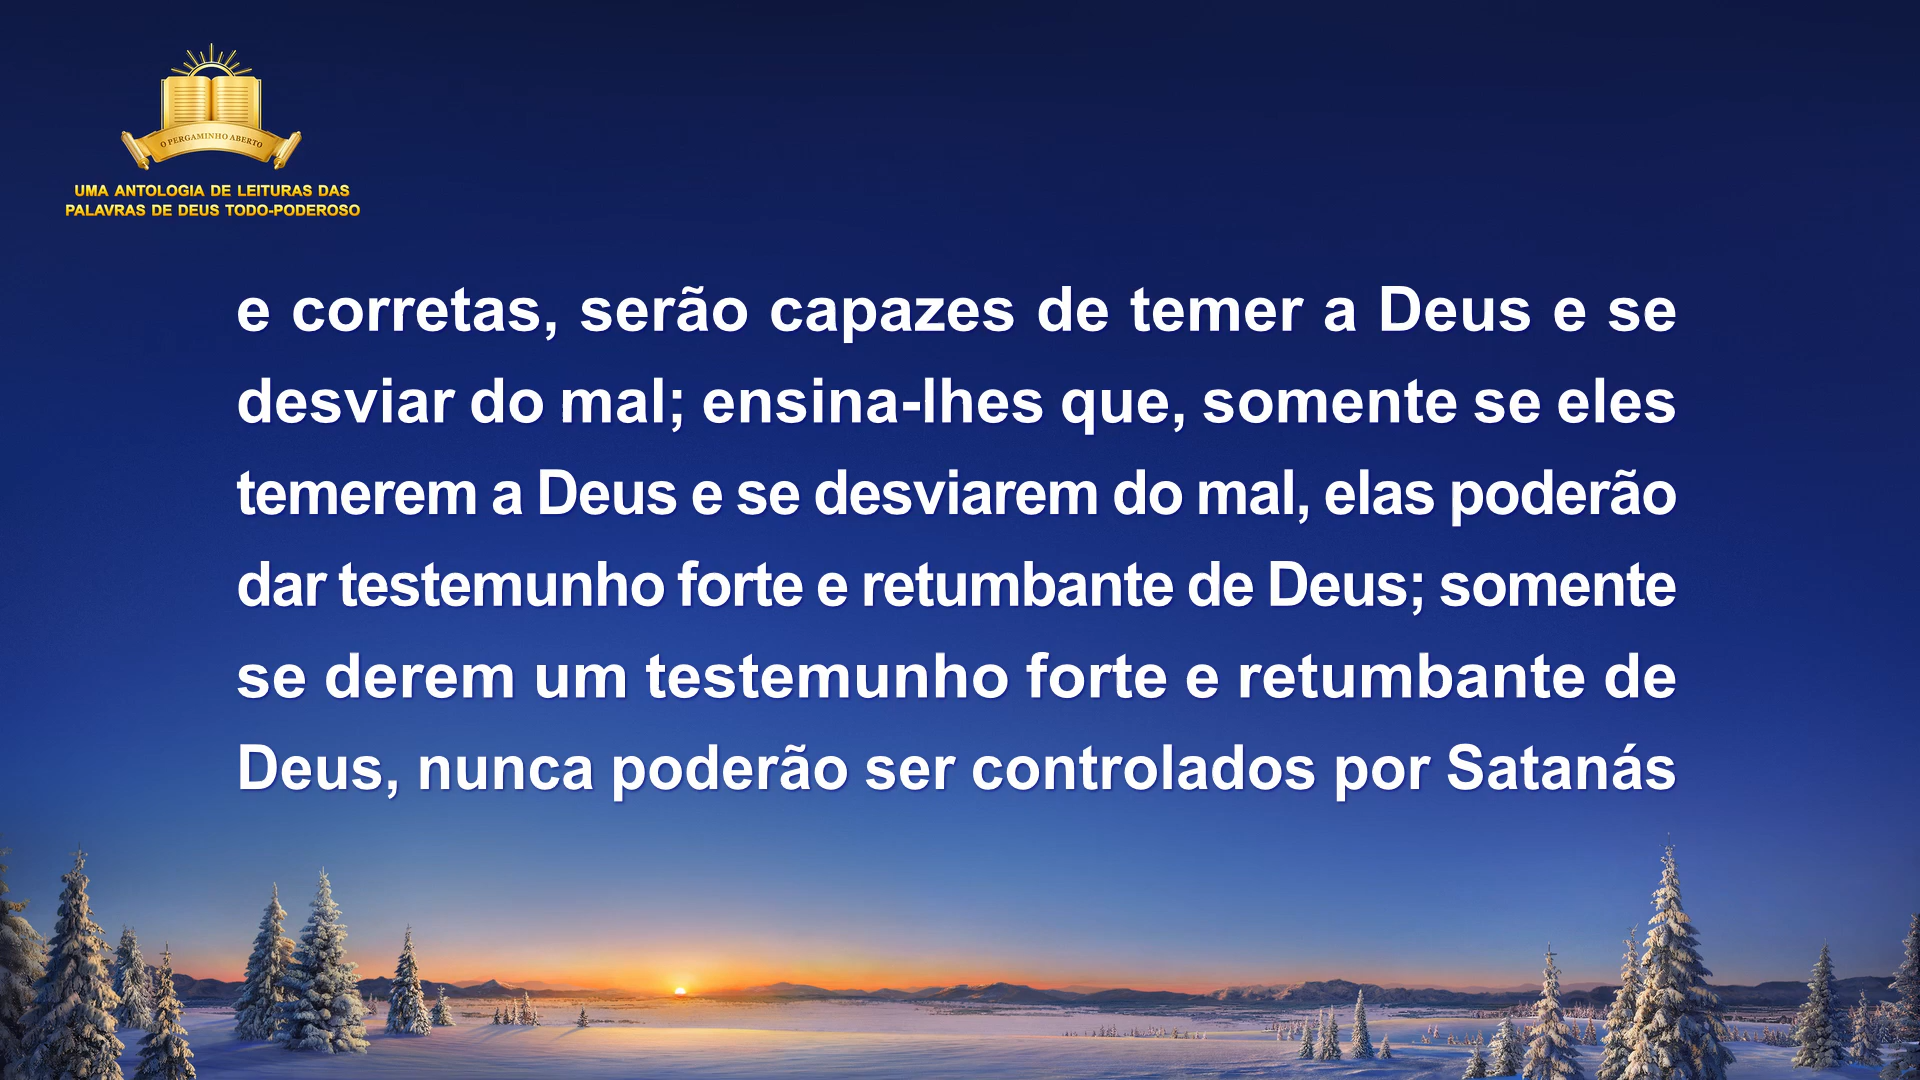 O PERGAMINHO ABERTO
UMA ANTOLOGIA DE LEITURAS DAS
PALAVRAS DE DEUS TODO-PODEROSO
e corretas, serão capazes de temer a Deus e se
desviar do mal; ensina-lhes que, somente se eles
temerem a Deus e se desviarem do mal, elas poderão
dar testemunho forte e retumbante de Deus; somente
se derem um testemunho forte e retumbante de
Deus, nunca poderão ser controlados por Satanás